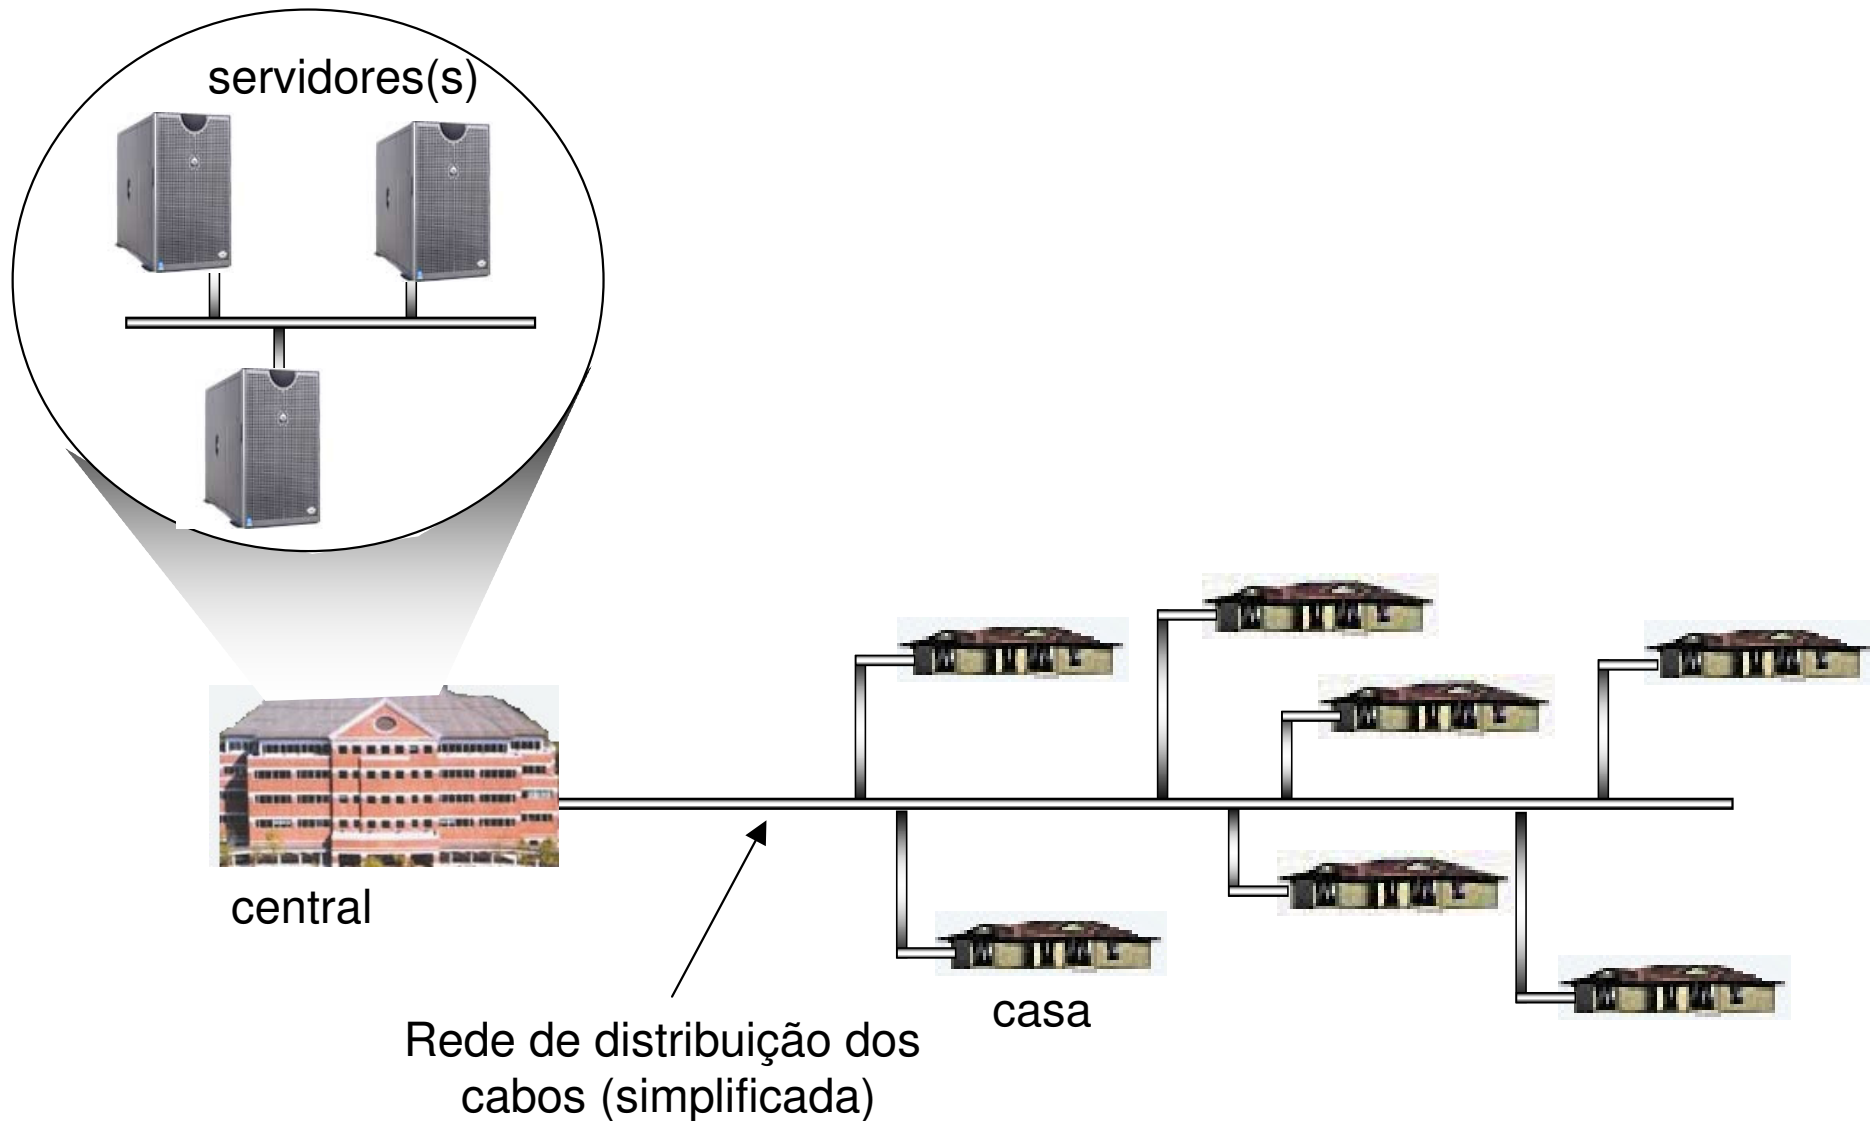 servidores(s)
central
casa
Rede de distribuição dos
cabos (simplificada)